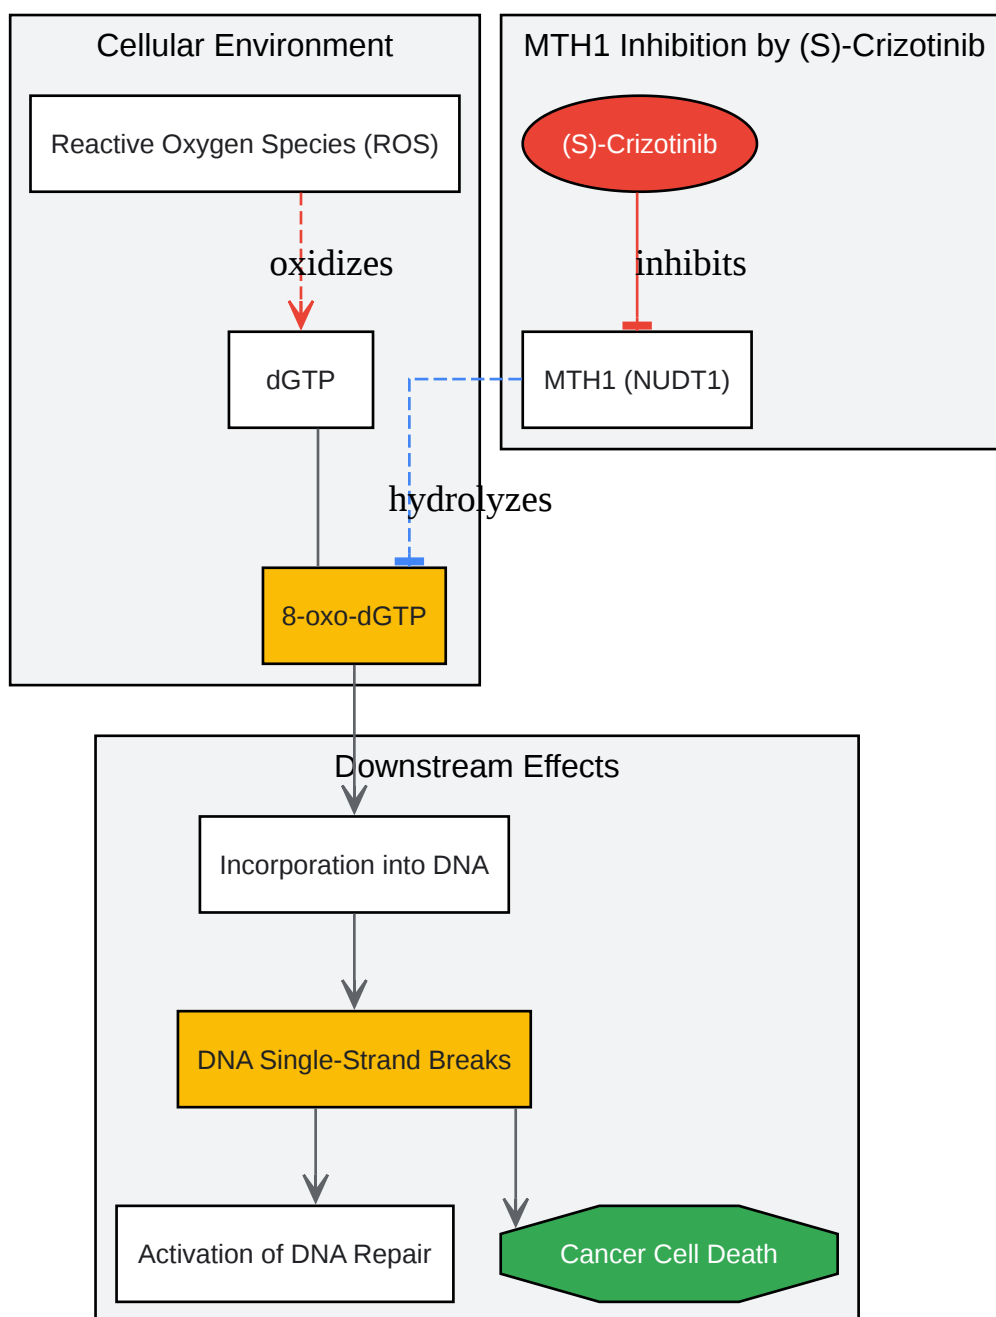 Cellular Environment
MTH1 Inhibition by (S)-Crizotinib
Reactive Oxygen Species (ROS)
(S)-Crizotinib
oxidizes
inhibits
dGTP
MTH1 (NUDT1)
hydrolyzes
8-oxo-dGTP
Downstream Effects
Incorporation into DNA
DNA Single-Strand Breaks
Activation of DNA Repair
Cancer Cell Death